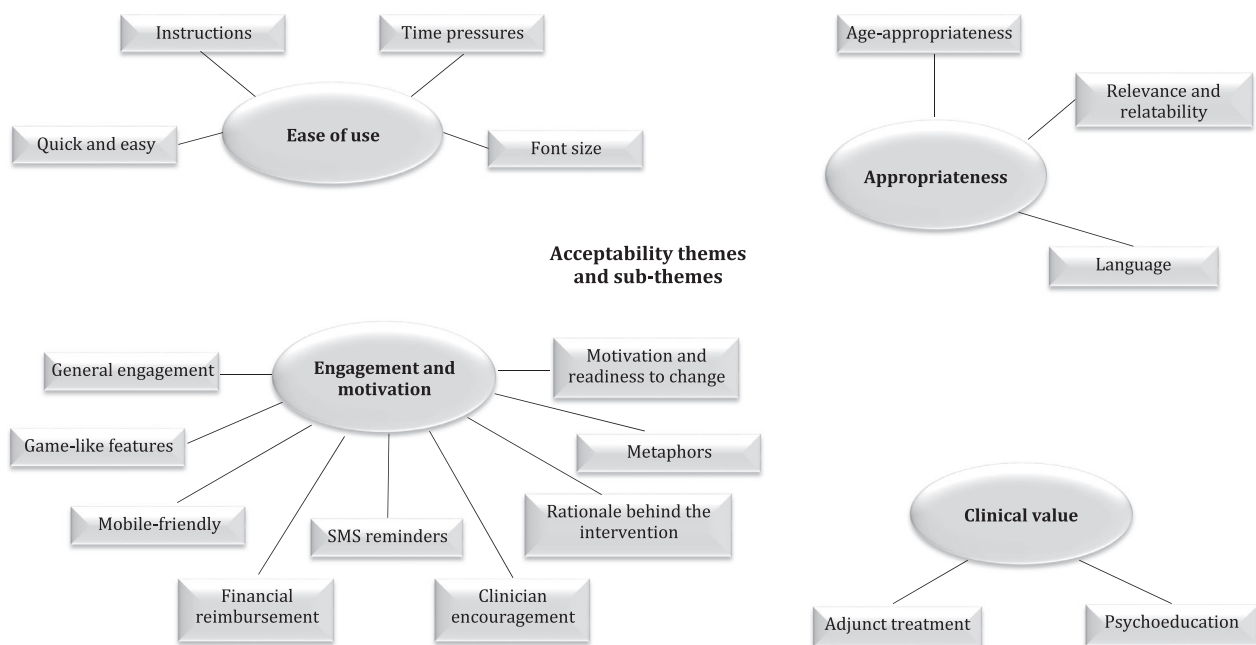 Instructions
Time pressures
Quick and easy
Ease of use
Font size
Age-appropriateness
Relevance and
relatability
Appropriateness
Language
Acceptability themes
and sub-themes
General engagement
Engagement and
motivation
Motivation and
readiness to change
Game-like features
Metaphors
Mobile-friendly
SMS reminders
Rationale behind the
intervention
Financial
reimbursement
Clinician
encouragement
Clinical value
Adjunct treatment
Psychoeducation